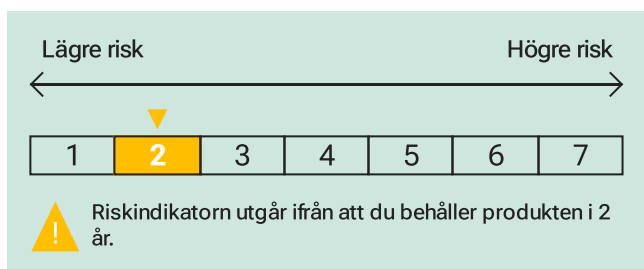 Lägre risk Högre risk
1 2 3 4 5 6 7
Riskindikatorn utgår ifrån att du behåller produkten i 2
år.
!